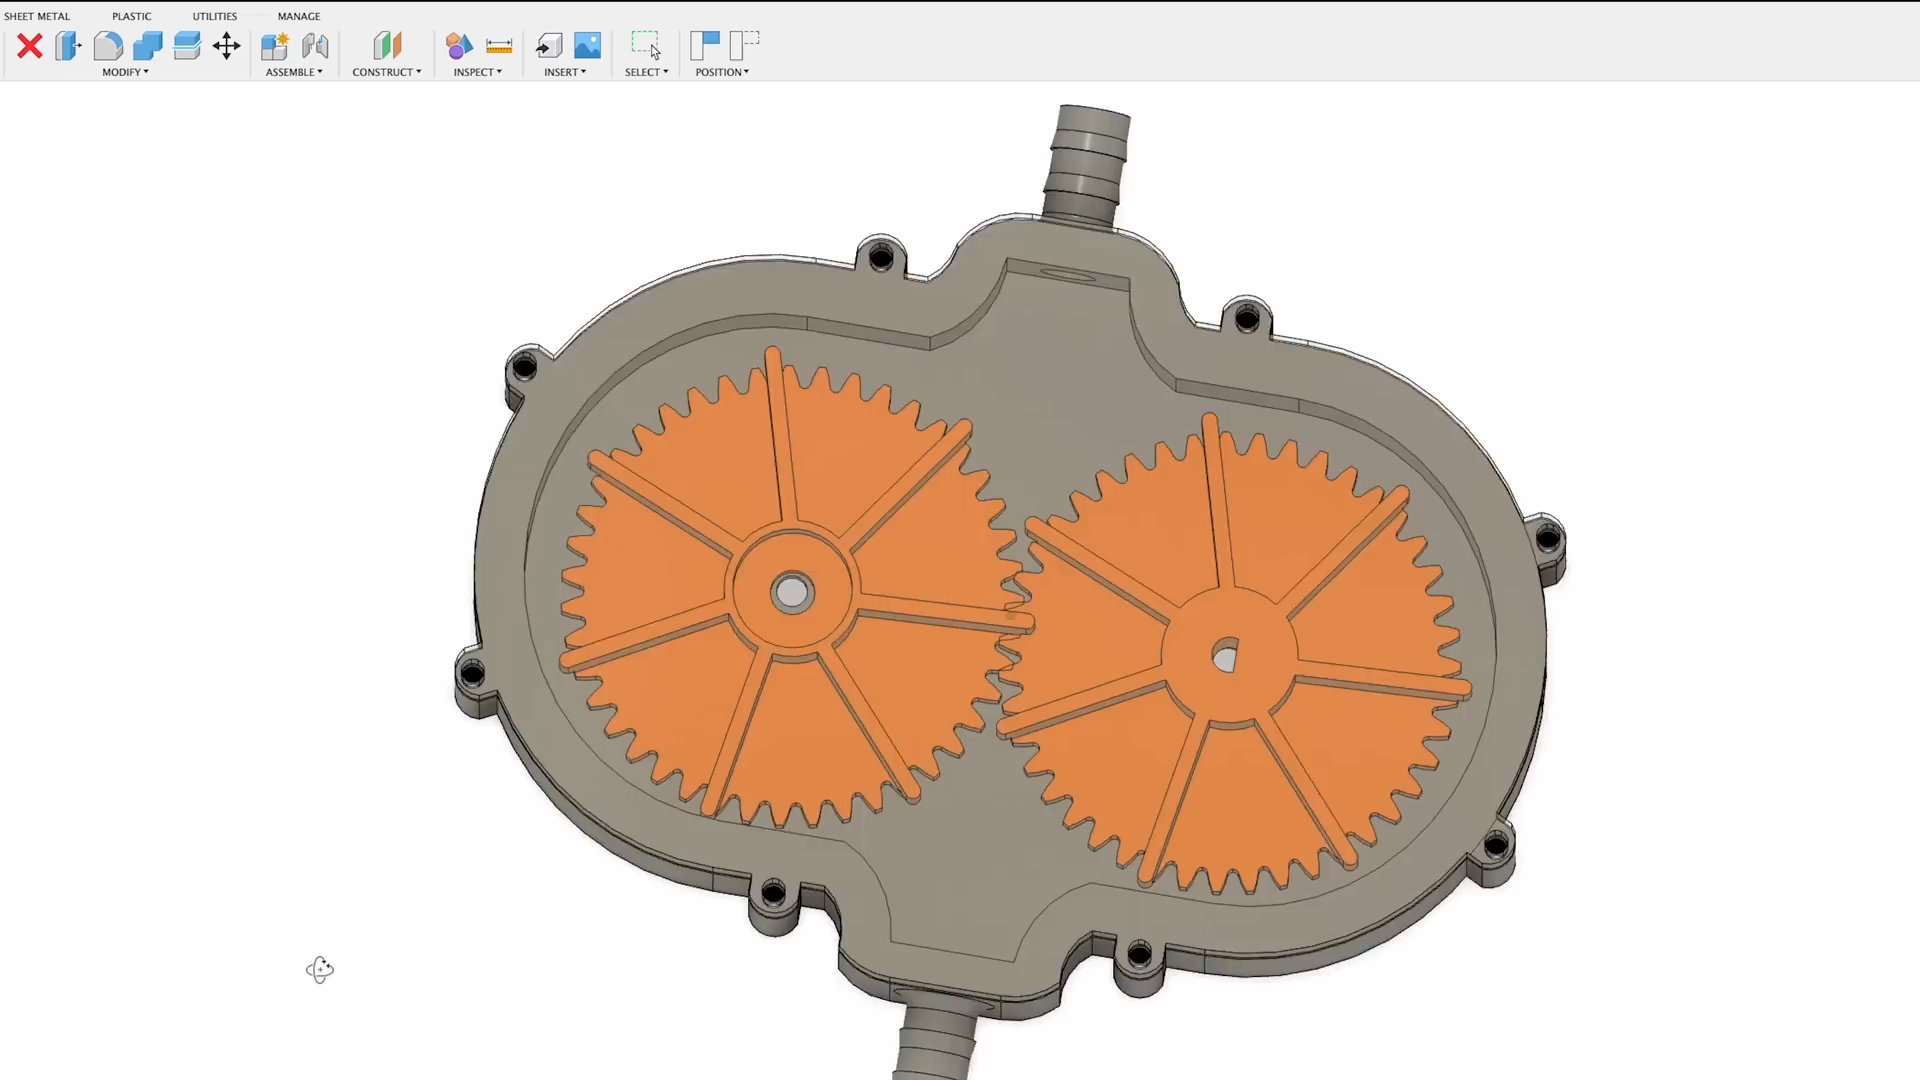 SHEET METAL PLASTIC UTILITIES MANAGE
MODIFY ASSEMBLE CONSTRUCT INSPECT INSERT SELECT POSITION